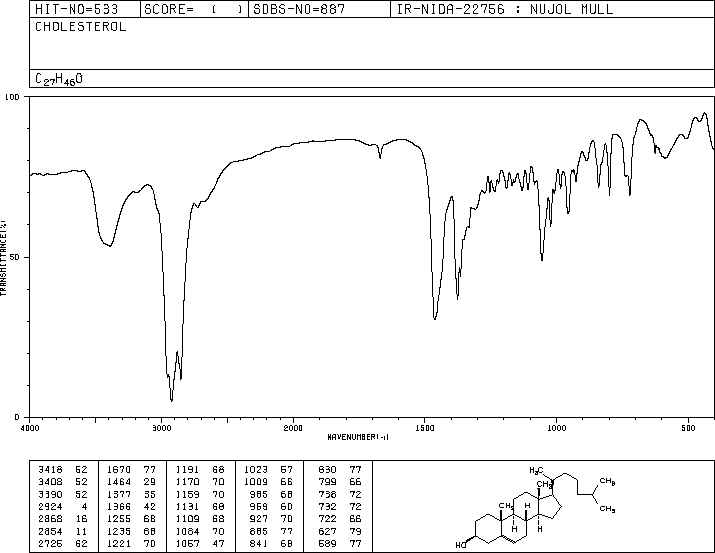 HIT-NO=533 SCORE= ( ) SDBS-NO=887 IR-NIDA-22756 : NUJOL MULL
CHOLESTEROL
C27H46O
100
50
0
TRANSMITTANCE(%)
4000 3000 2000 1500 1000 500
WAVENUMBER(-1)
3418 52 1670 77 1191 68 1023 57 830 77
3408 52 1464 29 1170 70 1009 66 799 66
3390 52 1377 35 1159 70 985 68 738 72
2924 4 1366 42 1131 68 959 60 732 72
2868 16 1255 68 1109 68 927 70 722 66
2854 11 1235 68 1084 70 885 77 627 79
2726 62 1221 70 1057 47 841 68 589 77
H3C
CH3
CH3
CH3
CH3
H
H
H
HO